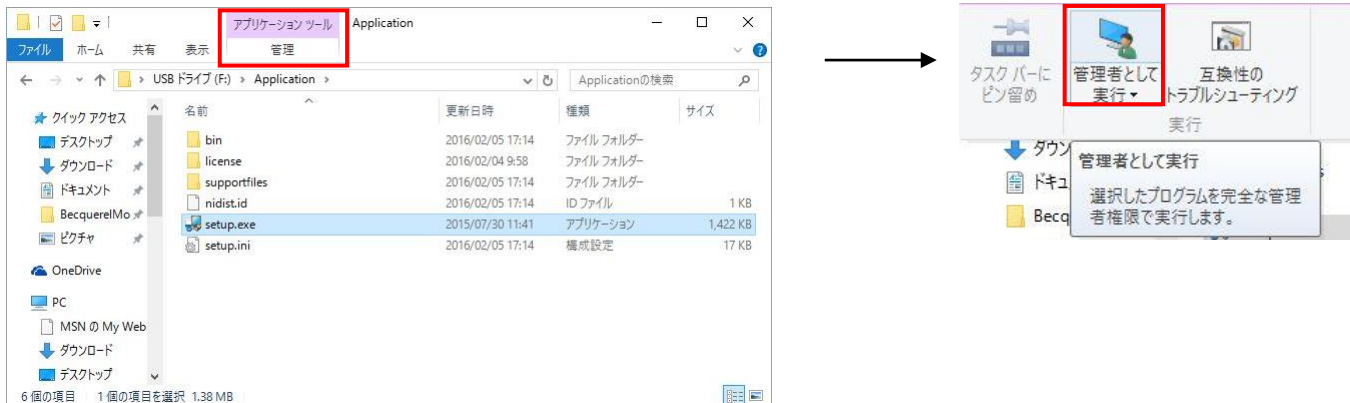 アプリケーション ツール
Application
ファイル ホーム 共有 表示 管理
USB ドライブ (F:) › Application ›
Applicationの検索
クイック アクセス
デスクトップ
ダウンロード
ドキュメント
BecquerelMo
ピクチャ
OneDrive
PC
MSN の My Web
ダウンロード
デスクトップ
名前 更新日時 種類 サイズ
bin 2016/02/05 17:14 ファイル フォルダー
license 2016/02/04 9:58 ファイル フォルダー
supportfiles 2016/02/05 17:14 ファイル フォルダー
nidist.id 2016/02/05 17:14 ID ファイル 1 KB
setup.exe 2015/07/30 11:41 アプリケーション 1,422 KB
setup.ini 2016/02/05 17:14 構成設定 17 KB
6 個の項目 1 個の項目を選択 1.38 MB
タスク バーに
ピン留め
管理者として
実行
互換性の
トラブルシューティング
実行
ダウン
ドキュ
Becq
管理者として実行
選択したプログラムを完全な管理
者権限で実行します。